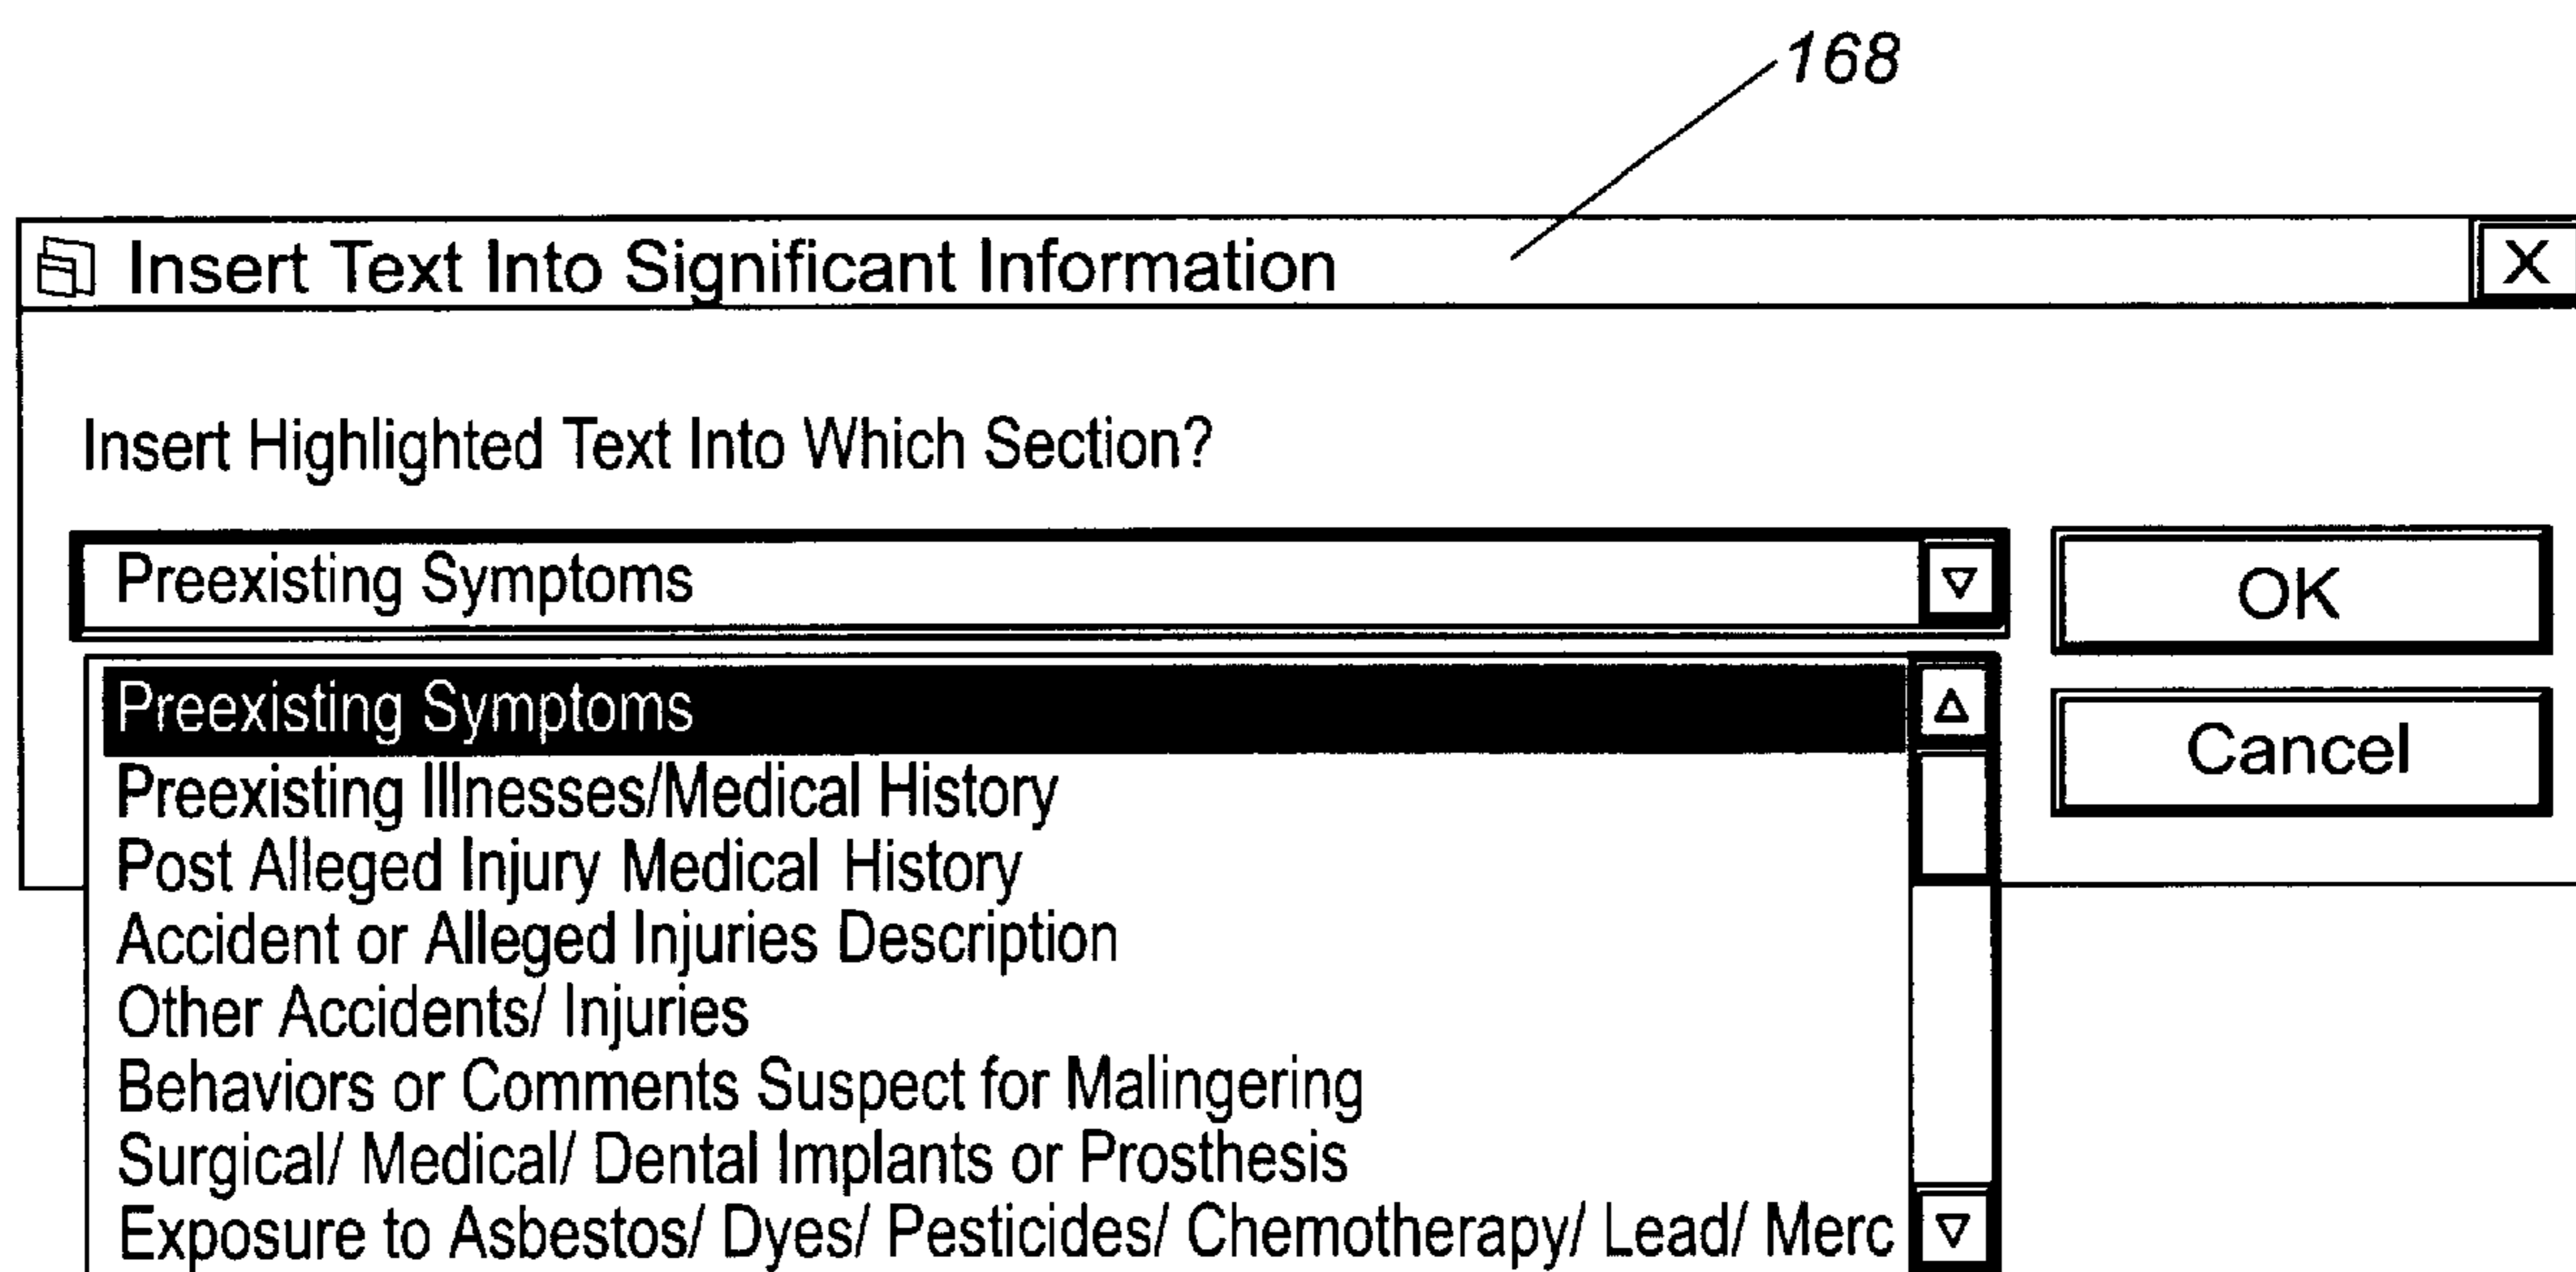 168
Insert Text Into Significant Information
X
Insert Highlighted Text Into Which Section?
Preexisting Symptoms
OK
Preexisting Symptoms
Cancel
Preexisting Illnesses/Medical History
Post Alleged Injury Medical History
Accident or Alleged Injuries Description
Other Accidents/ Injuries
Behaviors or Comments Suspect for Malingering
Surgical/ Medical/ Dental Implants or Prosthesis
Exposure to Asbestos/ Dyes/ Pesticides/ Chemotherapy/ Lead/ Merc